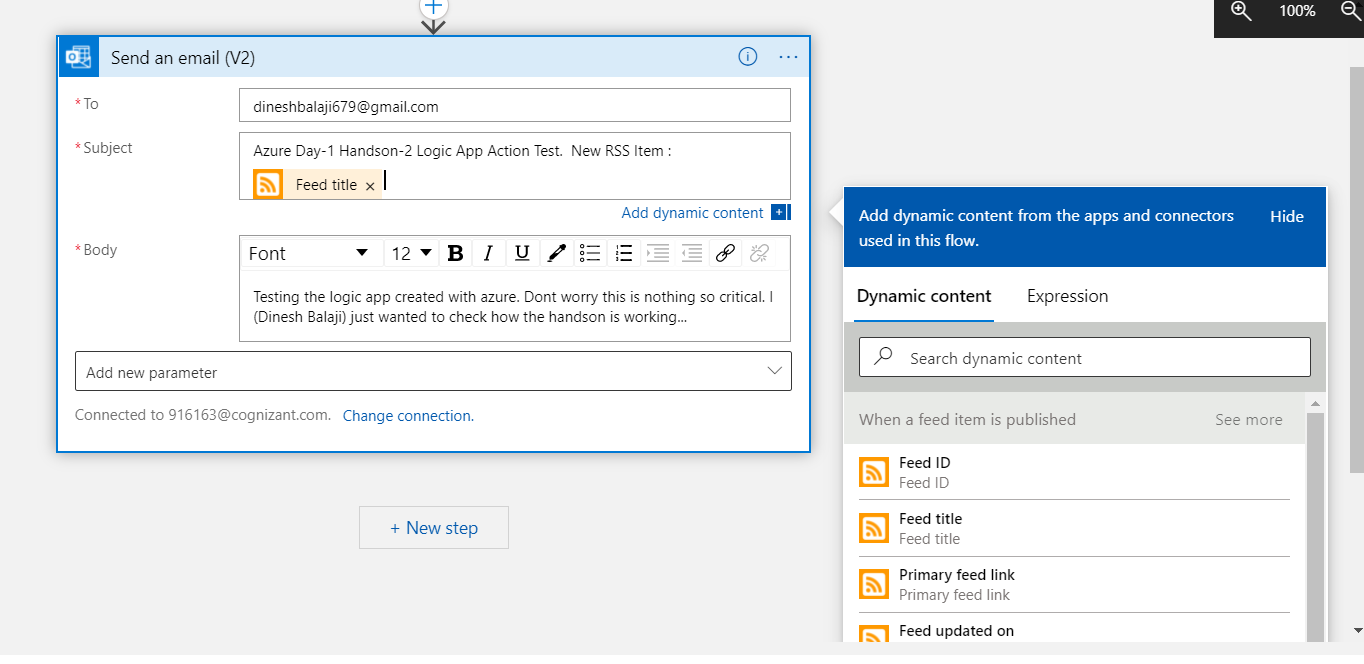 100%
Send an email (V2)
* To
dineshbalaji679@gmail.com
* Subject
Azure Day-1 Handson-2 Logic App Action Test.  New RSS Item :
Feed title ×
Add dynamic content
* Body
Font 12 B I U
Testing the logic app created with azure. Dont worry this is nothing so critical. I
(Dinesh Balaji) just wanted to check how the handson is working...
Add new parameter
Connected to 916163@cognizant.com. Change connection.
+ New step
Add dynamic content from the apps and connectors
used in this flow.
Hide
Dynamic content Expression
Search dynamic content
When a feed item is published See more
Feed ID
Feed ID
Feed title
Feed title
Primary feed link
Primary feed link
Feed updated on